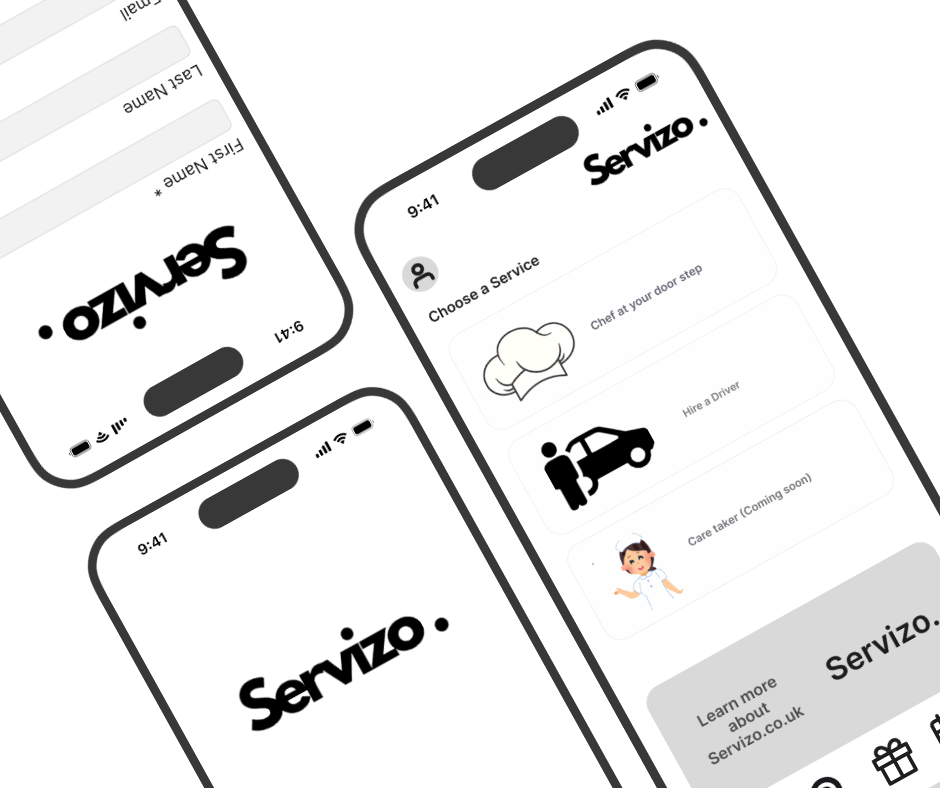 Email
Last Name
First Name *
Servizo.
9:41
9:41
Servizo.
9:41
Servizo.
Choose a Service
Chef at your door step
Hire a Driver
Care taker (Coming soon)
Learn more
about
Servizo.co.uk
Servizo.